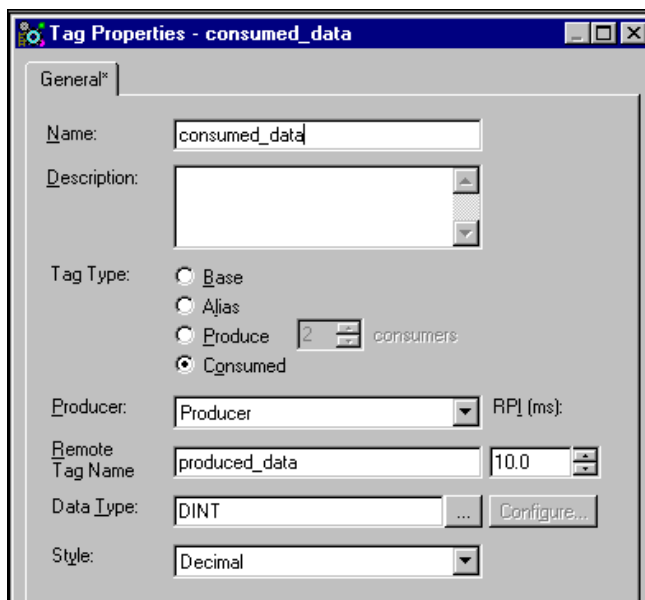 Tag Properties - consumed_data
General*
Name: consumed_data
Description:
Tag Type: Base
Alias
Produce 2 consumers
Consumed
Producer: Producer RPI (ms):
Remote
Tag Name produced_data 10.0
Data Type: DINT ... Configure...
Style: Decimal